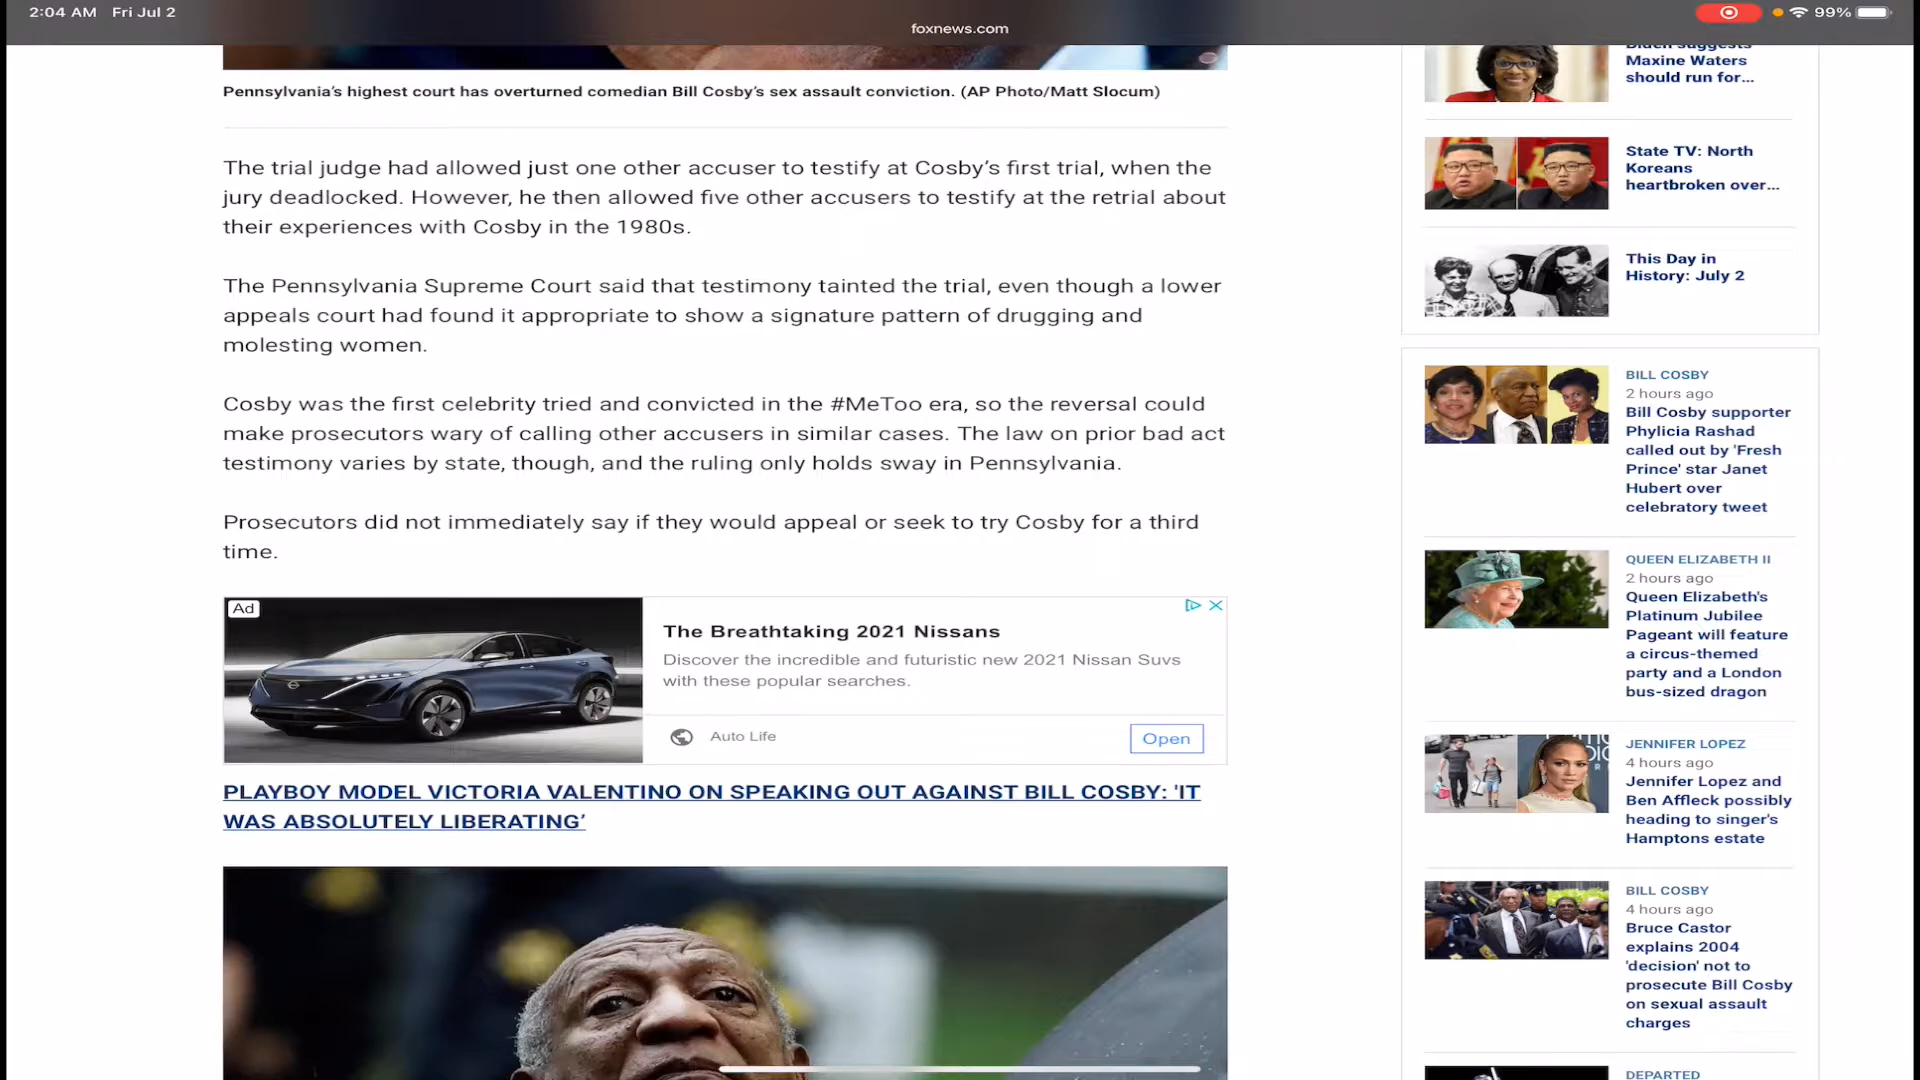 2:04 AM Fri Jul 2
99%
foxnews.com
Pennsylvania's highest court has overturned comedian Bill Cosby's sex assault conviction. (AP Photo/Matt Slocum)
The trial judge had allowed just one other accuser to testify at Cosby's first trial, when the
jury deadlocked. However, he then allowed five other accusers to testify at the retrial about
their experiences with Cosby in the 1980s.
The Pennsylvania Supreme Court said that testimony tainted the trial, even though a lower
appeals court had found it appropriate to show a signature pattern of drugging and
molesting women.
Cosby was the first celebrity tried and convicted in the #MeToo era, so the reversal could
make prosecutors wary of calling other accusers in similar cases. The law on prior bad act
testimony varies by state, though, and the ruling only holds sway in Pennsylvania.
Prosecutors did not immediately say if they would appeal or seek to try Cosby for a third
time.
Ad
The Breathtaking 2021 Nissans
Discover the incredible and futuristic new 2021 Nissan Suvs
with these popular searches.
Auto Life
Open
PLAYBOY MODEL VICTORIA VALENTINO ON SPEAKING OUT AGAINST BILL COSBY: 'IT
WAS ABSOLUTELY LIBERATING'
Biden suggests
Maxine Waters
should run for...
State TV: North
Koreans
heartbroken over...
This Day in
History: July 2
BILL COSBY
2 hours ago
Bill Cosby supporter
Phylicia Rashad
called out by 'Fresh
Prince' star Janet
Hubert over
celebratory tweet
QUEEN ELIZABETH II
2 hours ago
Queen Elizabeth's
Platinum Jubilee
Pageant will feature
a circus-themed
party and a London
bus-sized dragon
JENNIFER LOPEZ
4 hours ago
Jennifer Lopez and
Ben Affleck possibly
heading to singer's
Hamptons estate
BILL COSBY
4 hours ago
Bruce Castor
explains 2004
'decision' not to
prosecute Bill Cosby
on sexual assault
charges
DEPARTED